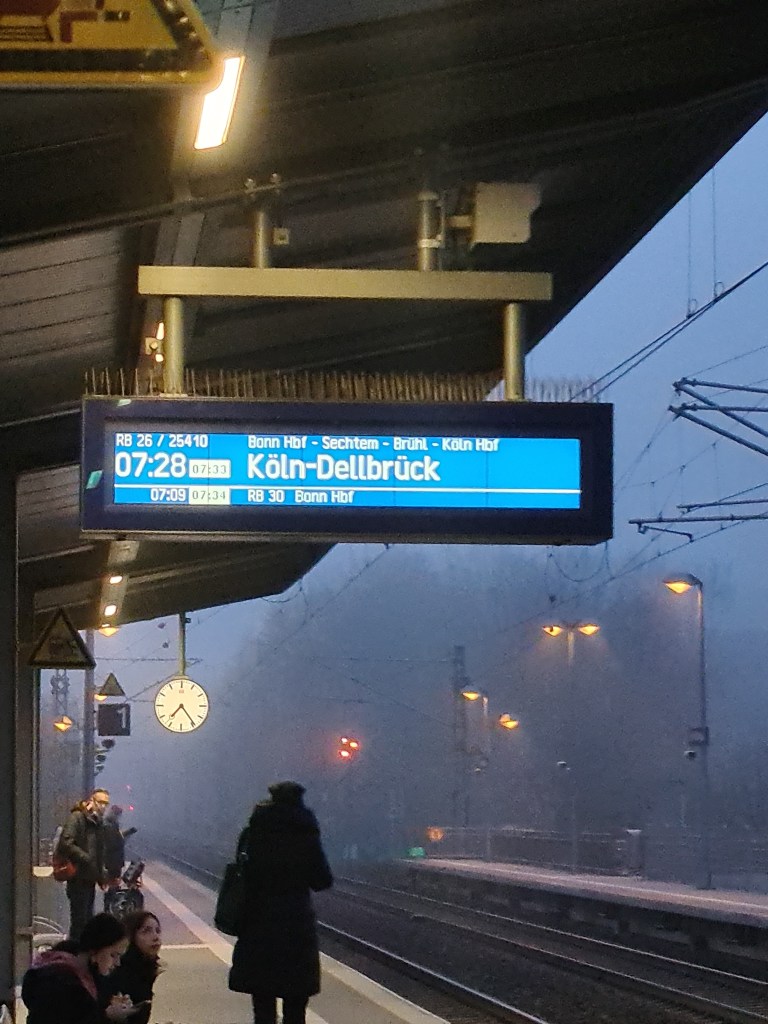 RB 26 / 25410 Bonn Hbf - Sechtem - Brühl - Köln Hbf
07:28 07:33 Köln-Dellbrück
07:09 07:34 RB 30 Bonn Hbf
1